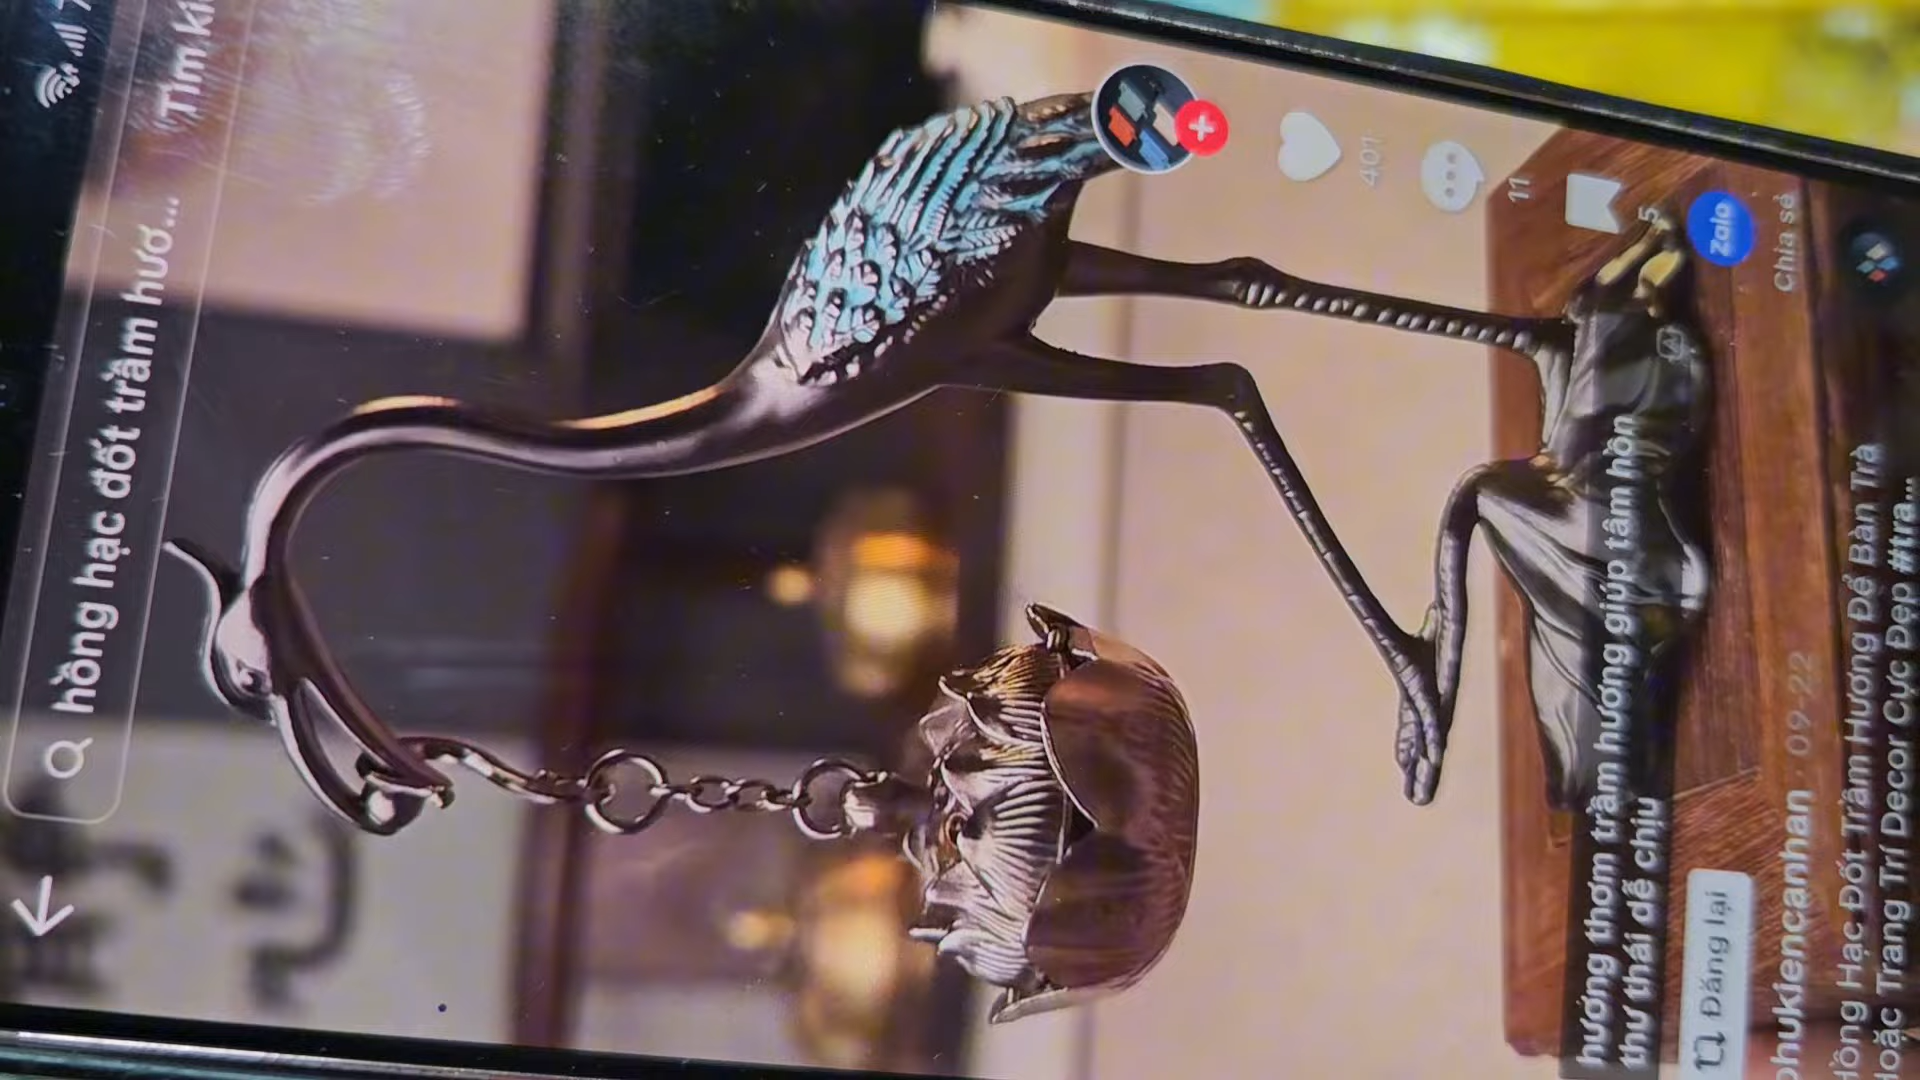 hồng hạc đốt trầm hươ...
Tìm ki
401
11
5
Zalo
Chia sẻ
hương thơm trầm hương giúp tâm hồn
thư thái dễ chịu
Đăng lại
phukiencanhan · 09-22
Hồng Hạc Đốt Trầm Hương Để Bàn Trà
Hoặc Trang Trí Decor Cực Đẹp #tra...